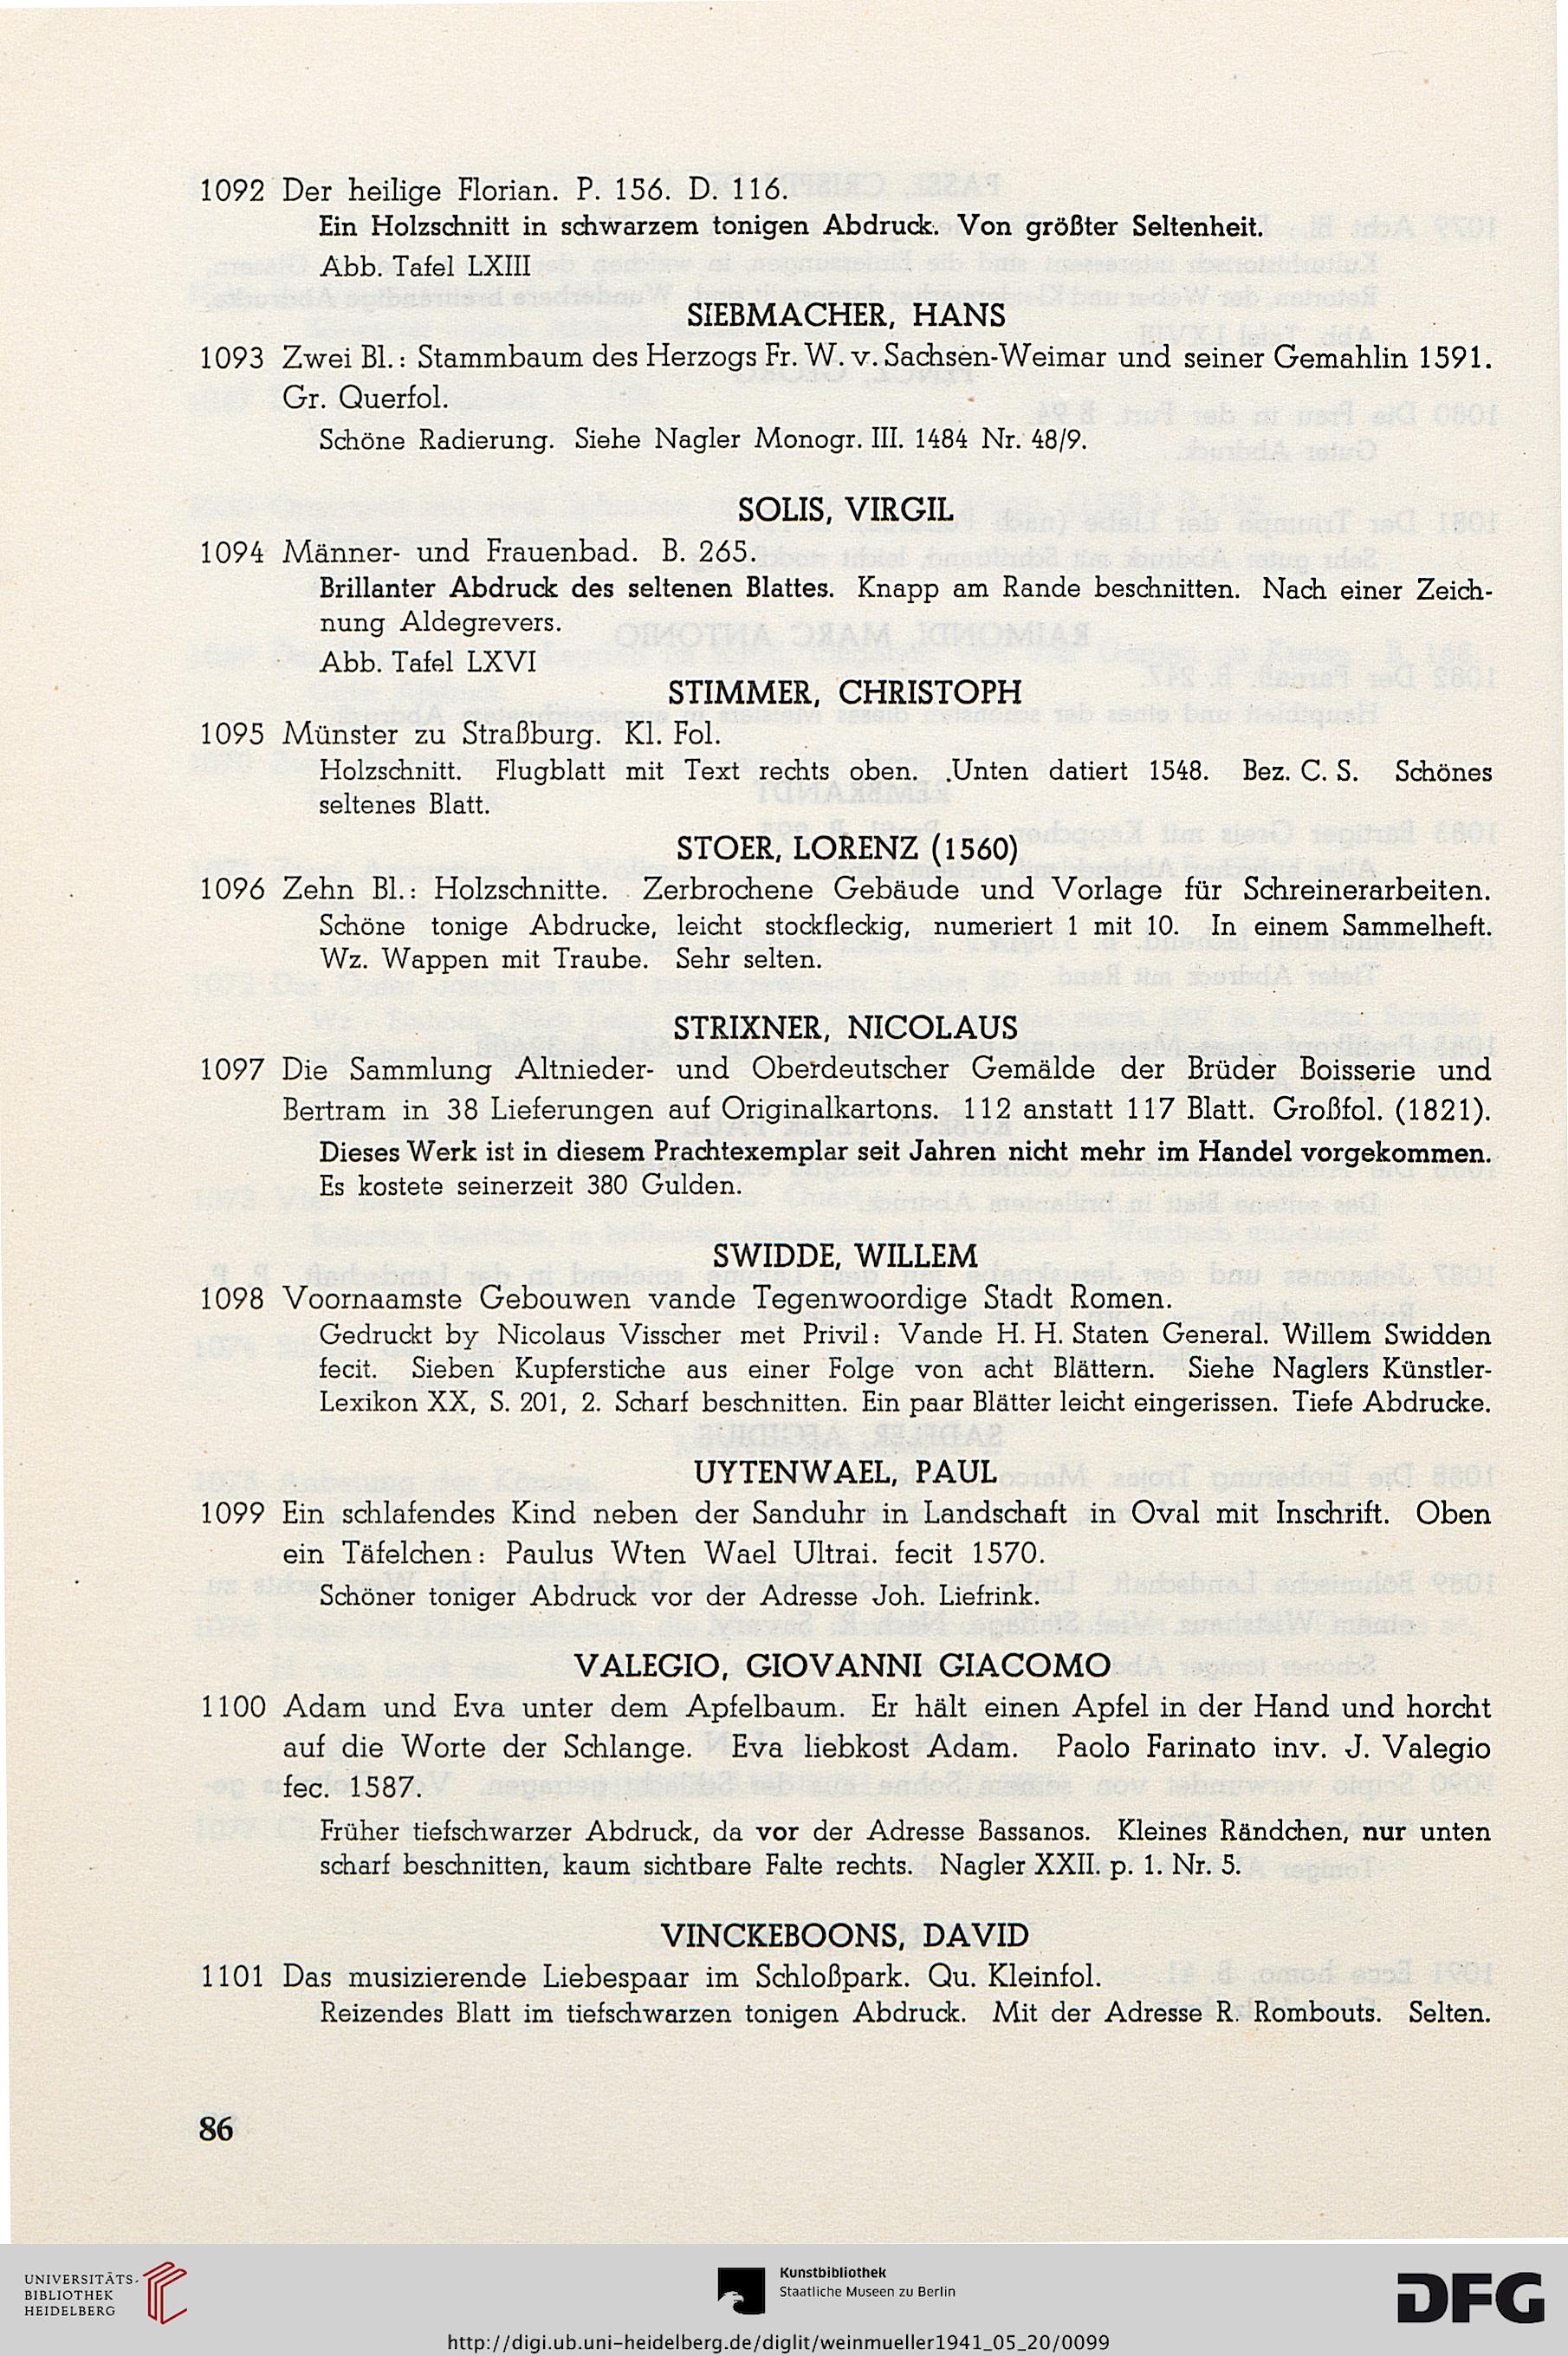 1092 Der heilige Florian. P. 156. D. 116.
Ein Holzschnitt in schwarzem tonigen Abdruck. Von größter Seltenheit.
Abb. Tafel LXIII
SIEBMACHER, HANS
1093 Zwei Bl.: Stammbaum des Herzogs Fr. W. v. Sachsen-Weimar und seiner Gemahlin 1591.
Gr. Querfol.
Schöne Radierung. Siehe Nagler Monogr. III. 1484 Nr. 48/9.
SOLIS, VIRGIL
1094 Männer- und Frauenbad. B. 265.
Brillanter Abdruck des seltenen Blattes. Knapp am Rande beschnitten. Nach einer Zeich-
nung Aldegrevers.
Abb. Tafel LXVI
STIMMER, CHRISTOPH
1095 Münster zu Straßburg. Kl. Fol.
Holzschnitt. Flugblatt mit Text rechts oben. Unten datiert 1548. Bez. C. S. Schönes
seltenes Blatt.
STOER, LORENZ (1560)
1096 Zehn Bl.: Holzschnitte. Zerbrochene Gebäude und Vorlage für Schreinerarbeiten.
Schöne tonige Abdrucke, leicht stockfleckig, numeriert 1 mit 10. In einem Sammelheft.
Wz. Wappen mit Traube. Sehr selten.
STRIXNER, NICOLAUS
1097 Die Sammlung Altnieder- und Oberdeutscher Gemälde der Brüder Boisserie und
Bertram in 38 Lieferungen auf Originalkartons. 112 anstatt 117 Blatt. Großfol. (1821).
Dieses Werk ist in diesem Prachtexemplar seit Jahren nicht mehr im Handel vorgekommen.
Es kostete seinerzeit 380 Gulden.
SWIDDE, WILLEM
1098 Voornaamste Gebouwen vande Tegenwoordige Stadt Romen.
Gedruckt by Nicolaus Visscher met Privil: Vande H. H. Staten General. Willem Swidden
fecit. Sieben Kupferstiche aus einer Folge von acht Blättern. Siehe Naglers Künstler-
Lexikon XX, S. 201, 2. Scharf beschnitten. Ein paar Blätter leicht eingerissen. Tiefe Abdrucke.
UYTENWAEL, PAUL
1099 Ein schlafendes Kind neben der Sanduhr in Landschaft in Oval mit Inschrift. Oben
ein Täfelchen: Paulus Wten Wael Ultrai. fecit 1570.
Schöner toniger Abdruck vor der Adresse Joh. Liefrink.
VALEGIO, GIOVANNI GIACOMO
1100 Adam und Eva unter dem Apfelbaum. Er hält einen Apfel in der Hand und horcht
auf die Worte der Schlange. Eva liebkost Adam. Paolo Farinato inv. J. Valegio
fec. 1587.
Früher tiefschwarzer Abdruck, da vor der Adresse Bassanos. Kleines Rändchen, nur unten
scharf beschnitten, kaum sichtbare Falte rechts. Nagler XXII. p. 1. Nr. 5.
VINCKEBOONS, DAVID
1101 Das musizierende Liebespaar im Schloßpark. Qu. Kleinfol.
Reizendes Blatt im tiefschwarzen tonigen Abdruck. Mit der Adresse R. Rombouts. Selten.
86
UNIVERSITÄTS-
BIBLIOTHEK
HEIDELBERG
Kunstbibliothek
Staatliche Museen zu Berlin
DFG
http://digi.ub.uni-heidelberg.de/diglit/weinmueller1941_05_20/0099